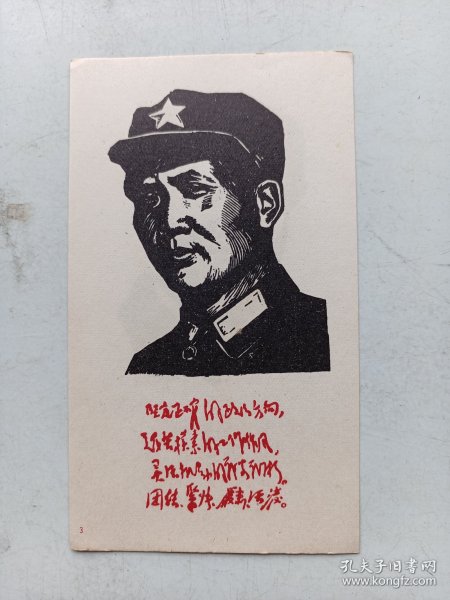 坚定正确的政治方向,
艰苦朴素的工作作风,
灵活机动的战略战术,
团结、紧张、严肃、活泼。
3
孔夫子旧书网
www.kongfz.com